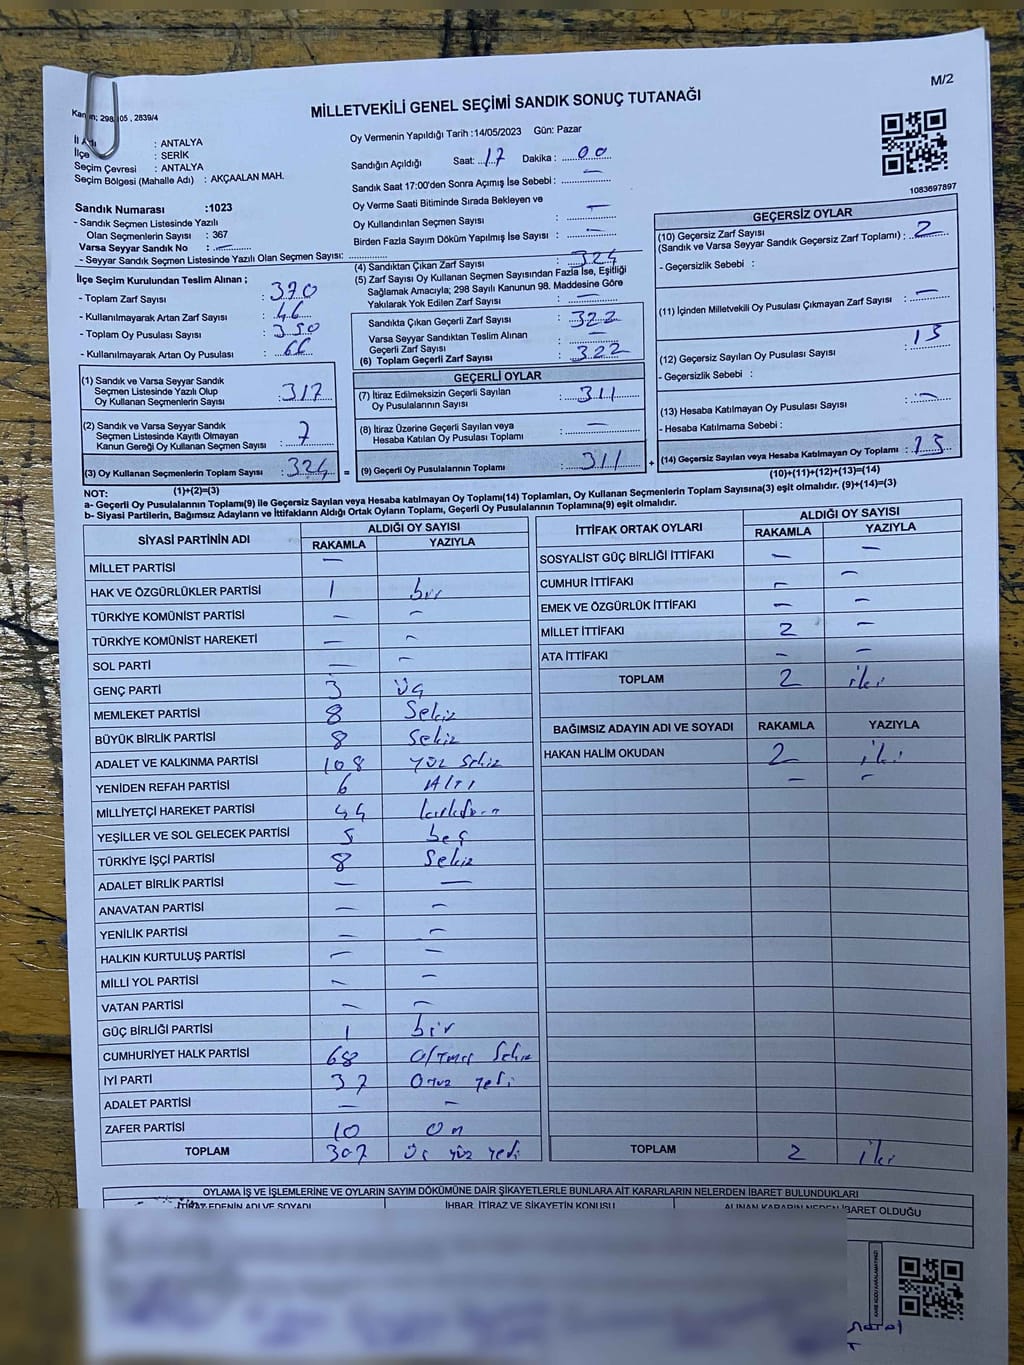 M/2
Kanun; 298 05 , 2839/4
MİLLETVEKİLİ GENEL SEÇİMİ SANDIK SONUÇ TUTANAĞI
İl Adı : ANTALYA
İlçe : SERİK
Seçim Çevresi : ANTALYA
Seçim Bölgesi (Mahalle Adı) : AKÇAALAN MAH.
Sandık Numarası :1023
- Sandık Seçmen Listesinde Yazılı
Olan Seçmenlerin Sayısı : 367
Varsa Seyyar Sandık No : —
- Seyyar Sandık Seçmen Listesinde Yazılı Olan Seçmen Sayısı:
Oy Vermenin Yapıldığı Tarih :14/05/2023 Gün: Pazar
Sandığın Açıldığı Saat: 17 Dakika : 00
Sandık Saat 17:00'den Sonra Açımış İse Sebebi : —
Oy Verme Saati Bitiminde Sırada Bekleyen ve
Oy Kullandırılan Seçmen Sayısı : —
Birden Fazla Sayım Döküm Yapılmış İse Sayısı : —
1083697897
İlçe Seçim Kurulundan Teslim Alınan ;
- Toplam Zarf Sayısı : 370
- Kullanılmayarak Artan Zarf Sayısı : 46
- Toplam Oy Pusulası Sayısı : 390
- Kullanılmayarak Artan Oy Pusulası : 66
(1) Sandık ve Varsa Seyyar Sandık
Seçmen Listesinde Yazılı Olup
Oy Kullanan Seçmenlerin Sayısı : 317
(2) Sandık ve Varsa Seyyar Sandık
Seçmen Listesinde Kayıtlı Olmayan
Kanun Gereği Oy Kullanan Seçmen Sayısı : 7
(3) Oy Kullanan Seçmenlerin Toplam Sayısı : 324 =
(1)+(2)=(3)
(4) Sandıktan Çıkan Zarf Sayısı : 324
(5) Zarf Sayısı Oy Kullanan Seçmen Sayısından Fazla İse, Eşitliği
Sağlamak Amacıyla; 298 Sayılı Kanunun 98. Maddesine Göre
Yakılarak Yok Edilen Zarf Sayısı : —
Sandıkta Çıkan Geçerli Zarf Sayısı : 322
Varsa Seyyar Sandıktan Teslim Alınan
Geçerli Zarf Sayısı : —
(6) Toplam Geçerli Zarf Sayısı : 322
GEÇERLİ OYLAR
(7) İtiraz Edilmeksizin Geçerli Sayılan
Oy Pusulalarının Sayısı : 311
(8) İtiraz Üzerine Geçerli Sayılan veya
Hesaba Katılan Oy Pusulası Toplamı : —
(9) Geçerli Oy Pusulalarının Toplamı : 311 +
GEÇERSİZ OYLAR
(10) Geçersiz Zarf Sayısı
(Sandık ve Varsa Seyyar Sandık Geçersiz Zarf Toplamı) : 2
- Geçersizlik Sebebi :
(11) İçinden Milletvekili Oy Pusulası Çıkmayan Zarf Sayısı : —
(12) Geçersiz Sayılan Oy Pusulası Sayısı : 13
- Geçersizlik Sebebi :
(13) Hesaba Katılmayan Oy Pusulası Sayısı : —
- Hesaba Katılmama Sebebi :
(14) Geçersiz Sayılan veya Hesaba Katılmayan Oy Toplamı : 13
(10)+(11)+(12)+(13)=(14)
NOT:
a- Geçerli Oy Pusulalarının Toplamı(9) ile Geçersiz Sayılan veya Hesaba katılmayan Oy Toplamı(14) Toplamları, Oy Kullanan Seçmenlerin Toplam Sayısına(3) eşit olmalıdır. (9)+(14)=(3)
b- Siyasi Partilerin, Bağımsız Adayların ve İttifakların Aldığı Ortak Oyların Toplamı, Geçerli Oy Pusulalarının Toplamına(9) eşit olmalıdır.
SİYASİ PARTİNİN ADI ALDIĞI OY SAYISI
RAKAMLA YAZIYLA
MİLLET PARTİSİ —
HAK VE ÖZGÜRLÜKLER PARTİSİ 1 bir
TÜRKİYE KOMÜNİST PARTİSİ — —
TÜRKİYE KOMÜNİST HAREKETİ — —
SOL PARTİ — —
GENÇ PARTİ 3 üç
MEMLEKET PARTİSİ 8 Sekiz
BÜYÜK BİRLİK PARTİSİ 8 Sekiz
ADALET VE KALKINMA PARTİSİ 108 Yüz Sekiz
YENİDEN REFAH PARTİSİ 6 Altı
MİLLİYETÇİ HAREKET PARTİSİ 44
YEŞİLLER VE SOL GELECEK PARTİSİ 5 beş
TÜRKİYE İŞÇİ PARTİSİ 8 Sekiz
ADALET BİRLİK PARTİSİ — —
ANAVATAN PARTİSİ — —
YENİLİK PARTİSİ — —
HALKIN KURTULUŞ PARTİSİ — —
MİLLİ YOL PARTİSİ — —
VATAN PARTİSİ — —
GÜÇ BİRLİĞİ PARTİSİ 1 bir
CUMHURİYET HALK PARTİSİ 68 Altmış Sekiz
İYİ PARTİ 37 Otuz Yedi
ADALET PARTİSİ — —
ZAFER PARTİSİ 10 On
TOPLAM 307 Üç yüz Yedi
İTTİFAK ORTAK OYLARI ALDIĞI OY SAYISI
RAKAMLA YAZIYLA
SOSYALİST GÜÇ BİRLİĞİ İTTİFAKI — —
CUMHUR İTTİFAKI — —
EMEK VE ÖZGÜRLÜK İTTİFAKI — —
MİLLET İTTİFAKI 2 —
ATA İTTİFAKI — —
TOPLAM 2 iki
BAĞIMSIZ ADAYIN ADI VE SOYADI RAKAMLA YAZIYLA
HAKAN HALİM OKUDAN 2 iki
— —
TOPLAM 2 iki
OYLAMA İŞ VE İŞLEMLERİNE VE OYLARIN SAYIM DÖKÜMÜNE DAİR ŞİKAYETLERLE BUNLARA AİT KARARLARIN NELERDEN İBARET BULUNDUKLARI
İTİRAZ EDENİN ADI VE SOYADI İHBAR, İTİRAZ VE ŞİKAYETİN KONUSU ALINAN KARARIN NEDEN İBARET OLDUĞU